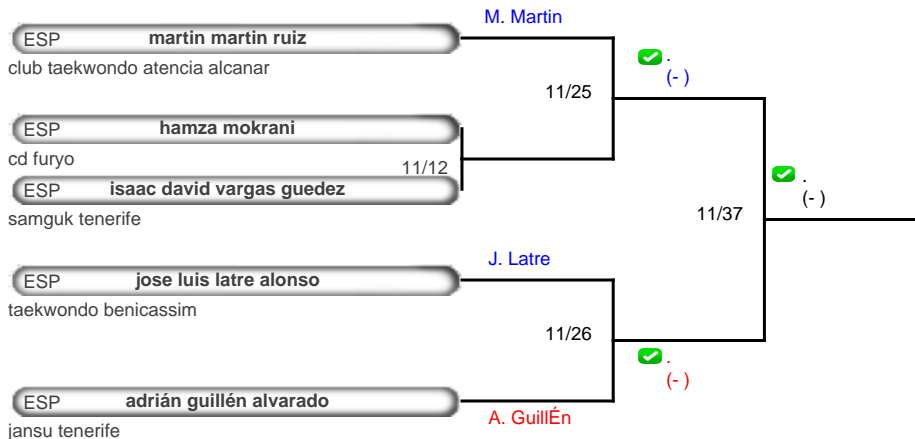 M. Martin
ESP martin martin ruiz
club taekwondo atencia alcanar
.
(- )
11/25
ESP hamza mokrani
cd furyo
11/12
ESP isaac david vargas guedez
samguk tenerife
.
(- )
11/37
J. Latre
ESP jose luis latre alonso
taekwondo benicassim
11/26
.
(- )
ESP adrián guillén alvarado
A. GuillÉn
jansu tenerife